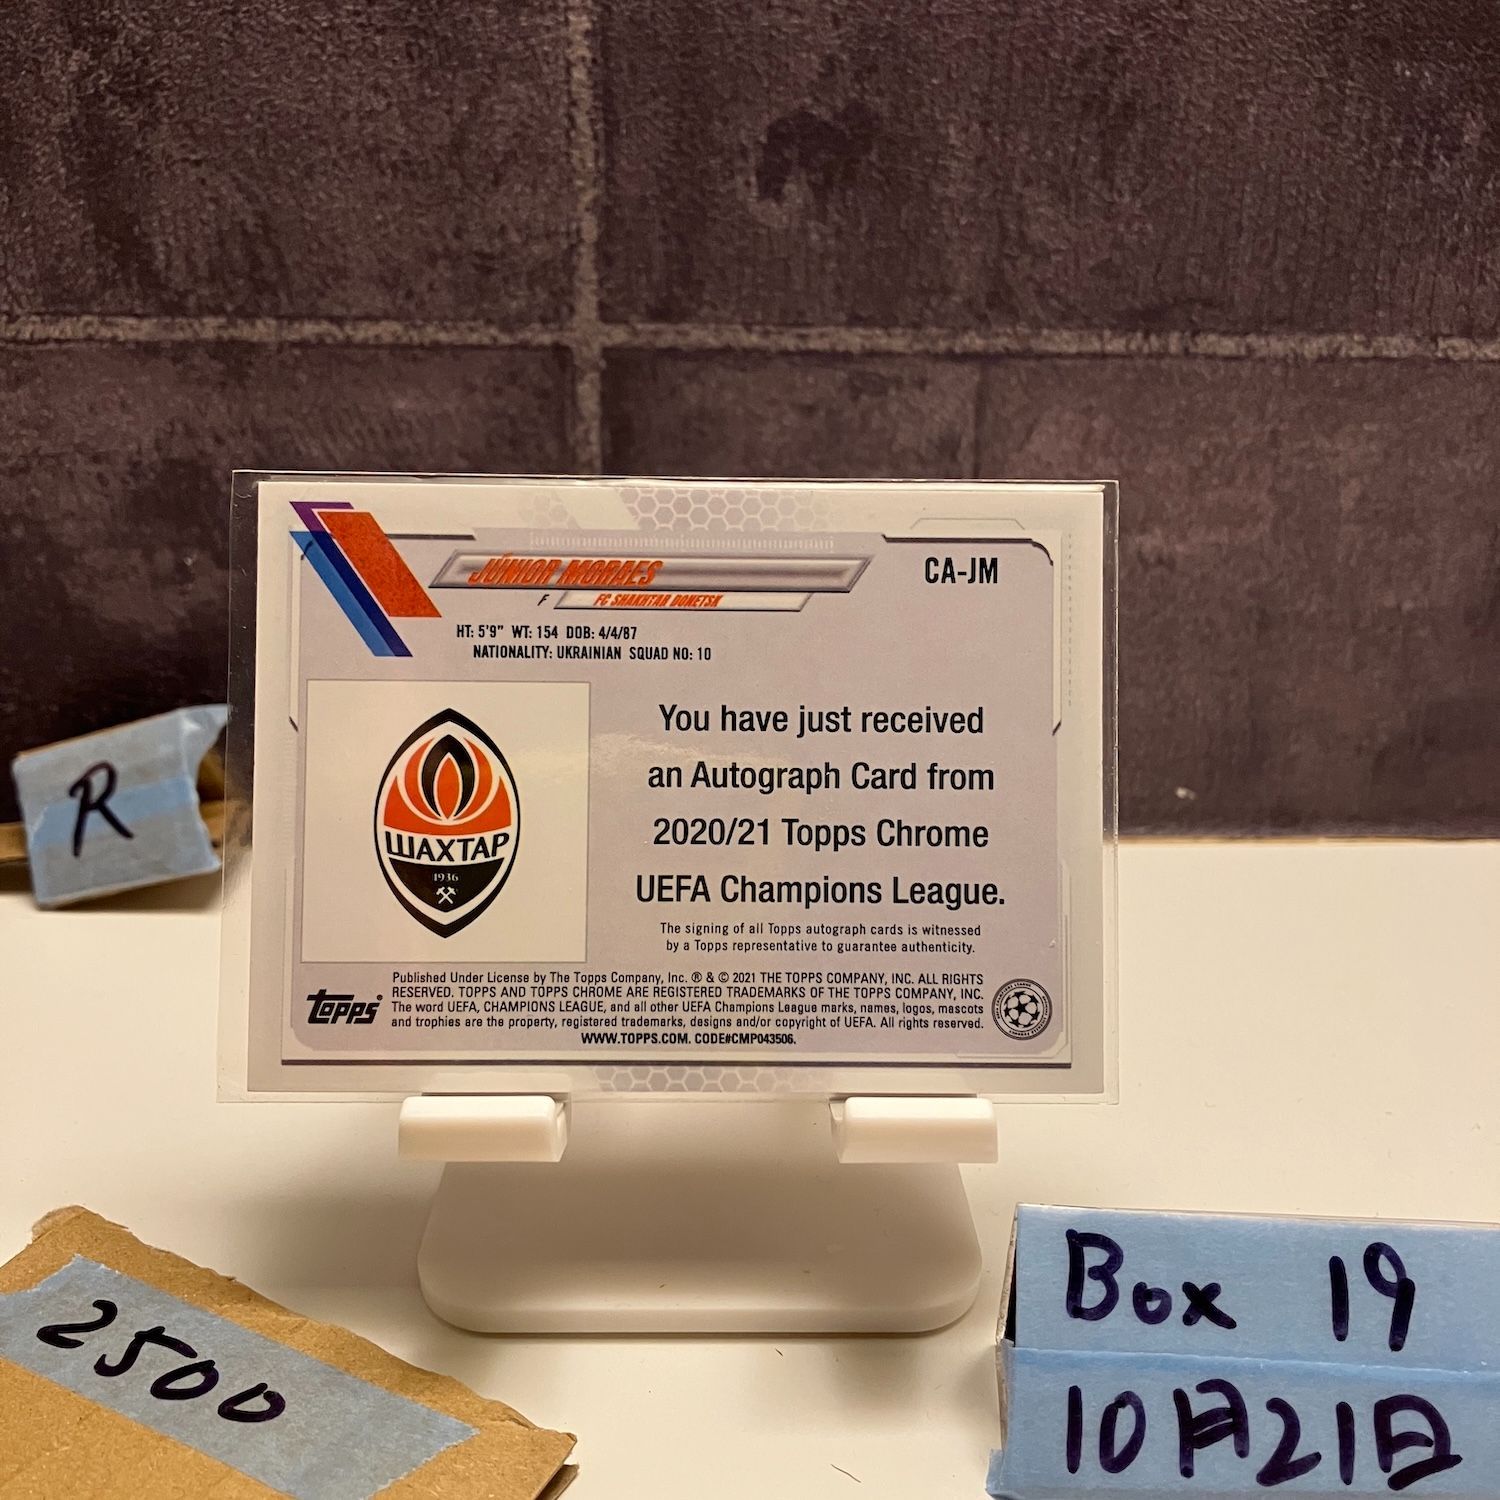 JÚNIOR MORAES
CA-JM
F FC SHAKHTAR DONETSK
HT: 5'9" WT: 154 DOB: 4/4/87
NATIONALITY: UKRAINIAN SQUAD NO: 10
You have just received
an Autograph Card from
2020/21 Topps Chrome
UEFA Champions League.
The signing of all Topps autograph cards is witnessed
by a Topps representative to guarantee authenticity.
ШАХТАР
1936
topps®
Published Under License by The Topps Company, Inc. ® & © 2021 THE TOPPS COMPANY, INC. ALL RIGHTS
RESERVED. TOPPS AND TOPPS CHROME ARE REGISTERED TRADEMARKS OF THE TOPPS COMPANY, INC.
The word UEFA, CHAMPIONS LEAGUE, and all other UEFA Champions League marks, names, logos, mascots
and trophies are the property, registered trademarks, designs and/or copyright of UEFA. All rights reserved.
WWW.TOPPS.COM. CODE#CMP043506.
R
2500
Box 19
10月21日